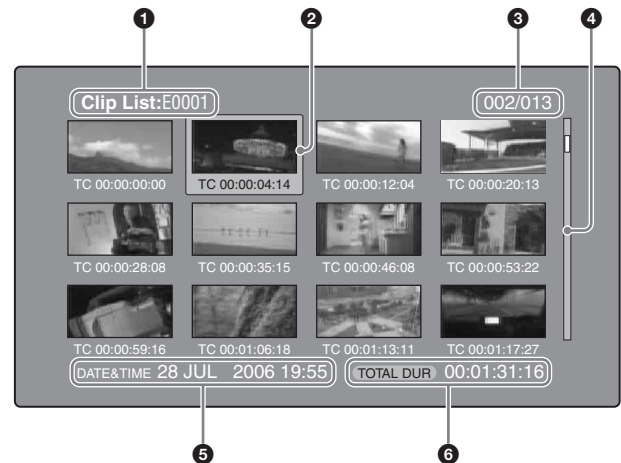 1 2 3 4
Clip List:E0001 002/013
TC 00:00:00:00 TC 00:00:04:14 TC 00:00:12:04 TC 00:00:20:13
TC 00:00:28:08 TC 00:00:35:15 TC 00:00:46:08 TC 00:00:53:22
TC 00:00:59:16 TC 00:01:06:18 TC 00:01:13:11 TC 00:01:17:27
DATE&TIME 28 JUL 2006 19:55 TOTAL DUR 00:01:31:16
5 6